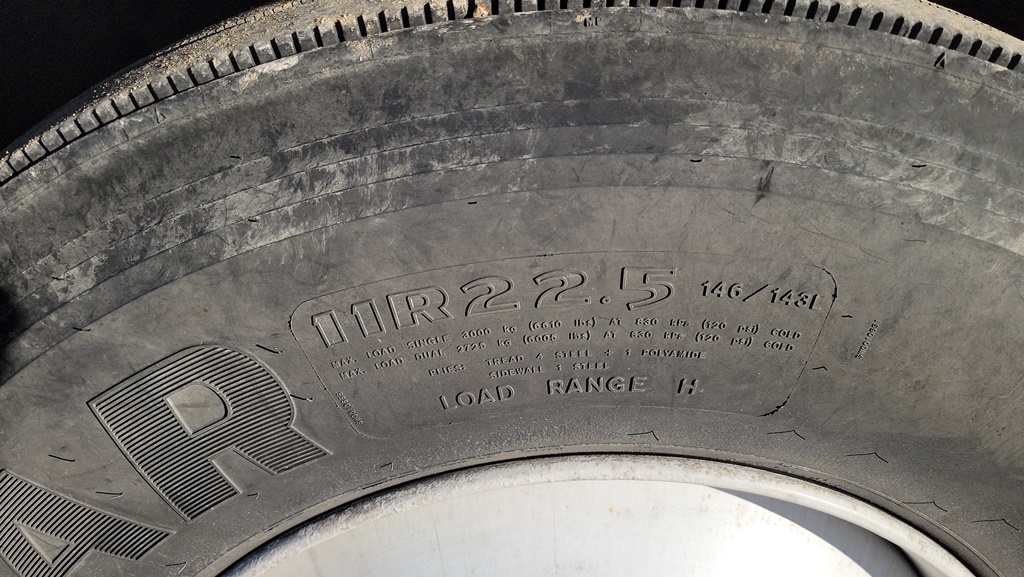 11R22.5 146/143L
MAX. LOAD SINGLE 3000 kg (6610 lbs) AT 830 kPa (120 psi) COLD
MAX. LOAD DUAL 2725 kg (6005 lbs) AT 830 kPa (120 psi) COLD
PLIES: TREAD 4 STEEL + 1 POLYAMIDE
SIDEWALL 1 STEEL
LOAD RANGE H
AR